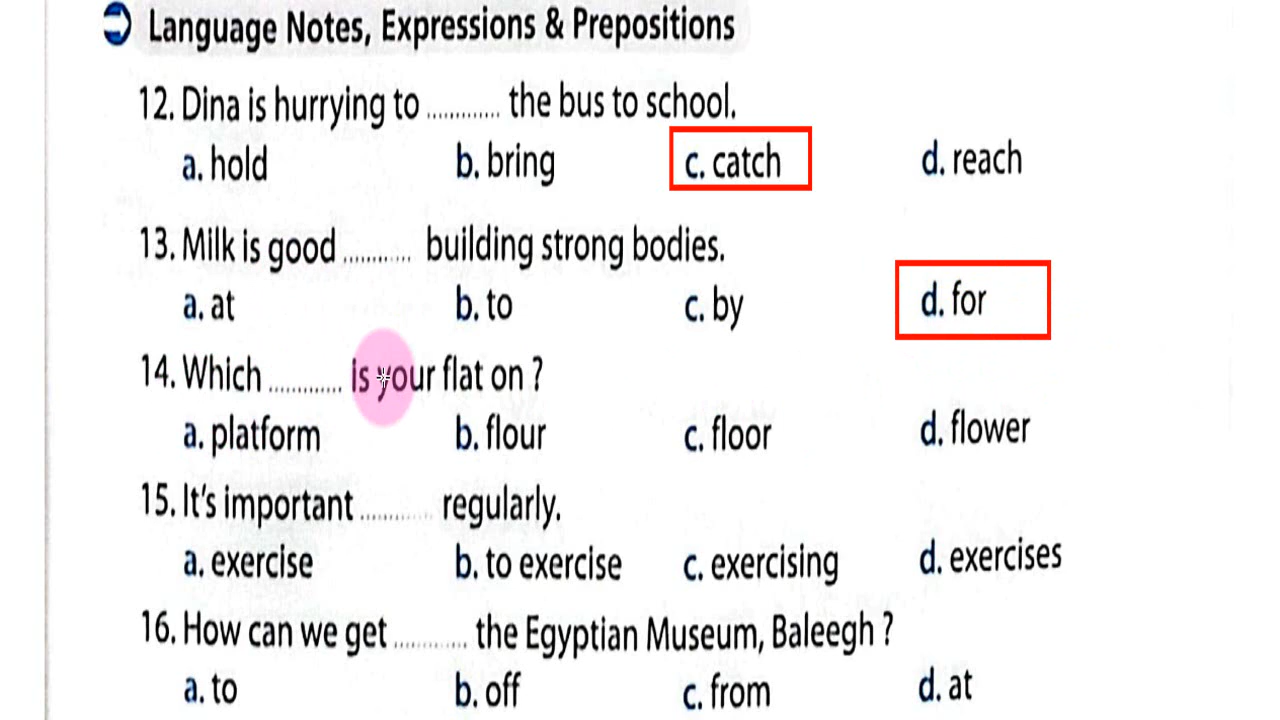 Language Notes, Expressions & Prepositions
12. Dina is hurrying to ............ the bus to school.
a. hold b. bring c. catch d. reach
13. Milk is good ............ building strong bodies.
a. at b. to c. by d. for
14. Which ............ is your flat on ?
a. platform b. flour c. floor d. flower
15. It's important ............ regularly.
a. exercise b. to exercise c. exercising d. exercises
16. How can we get ............ the Egyptian Museum, Baleegh ?
a. to b. off c. from d. at